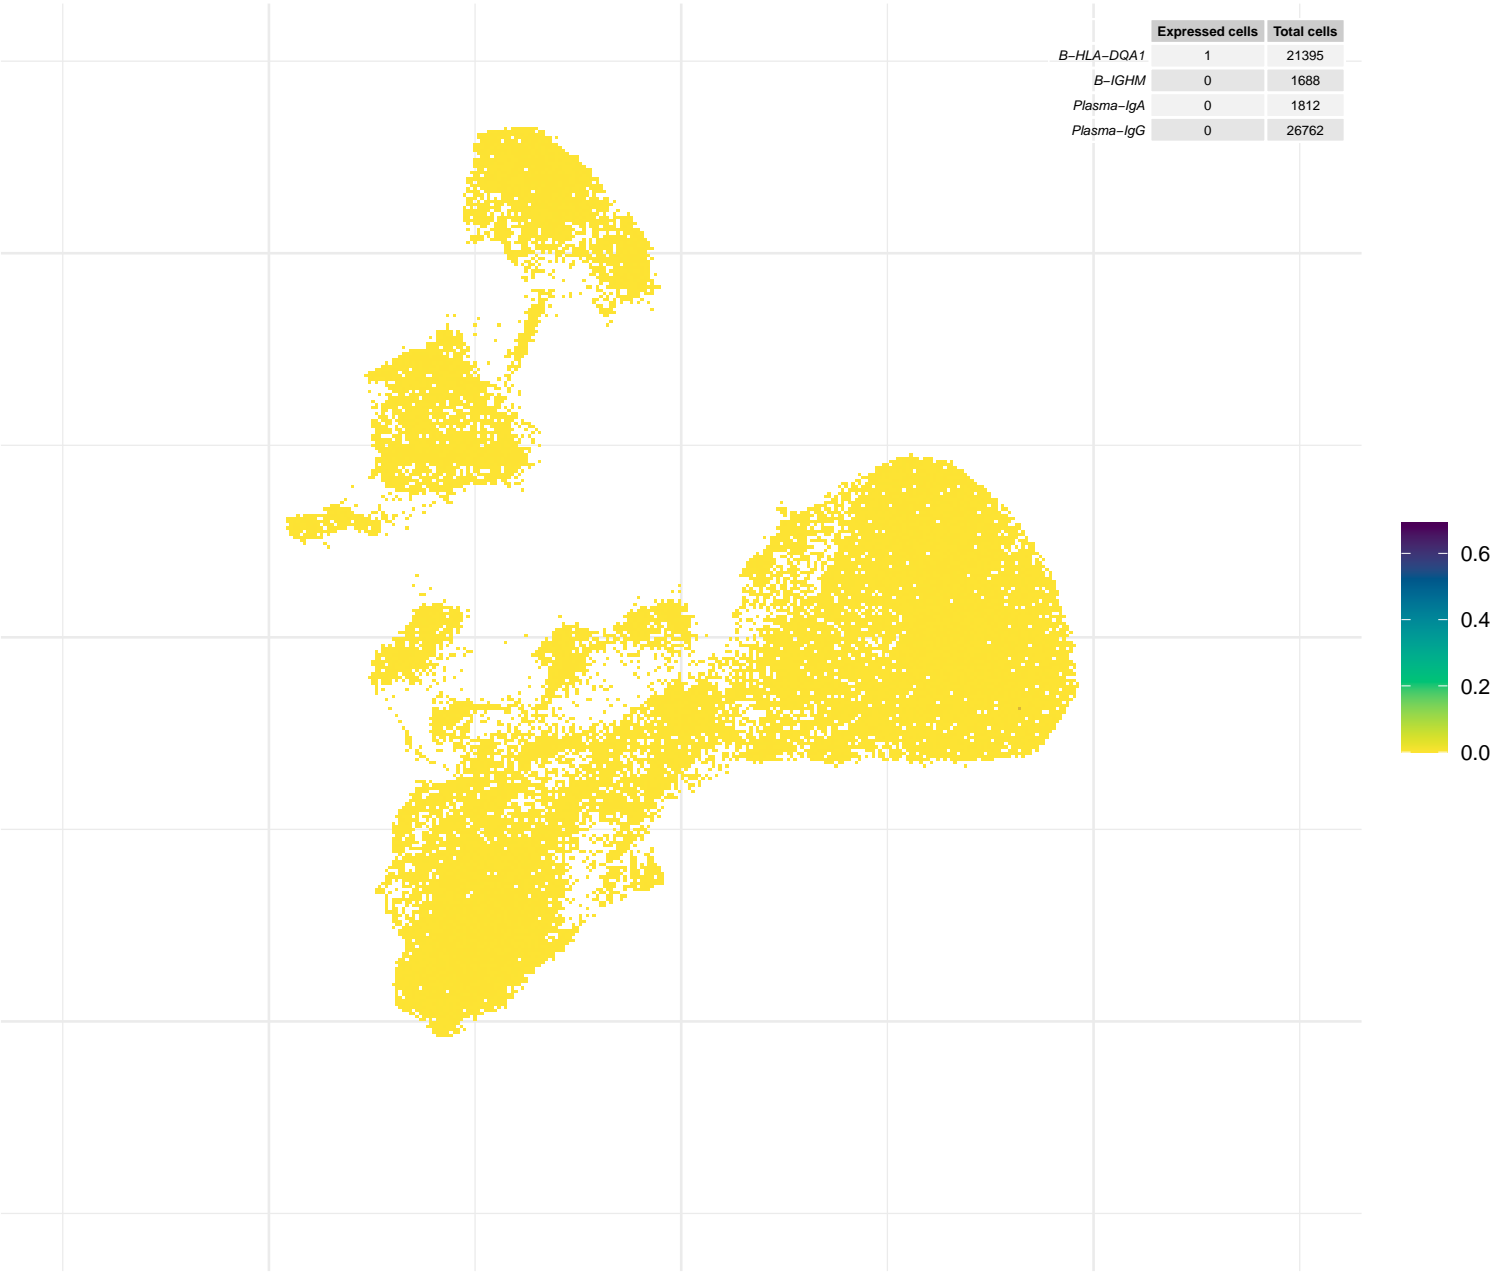 Expressed cells Total cells
B−HLA−DQA1 1 21395
B−IGHM 0 1688
Plasma−IgA 0 1812
Plasma−IgG 0 26762
0.6
0.4
0.2
0.0